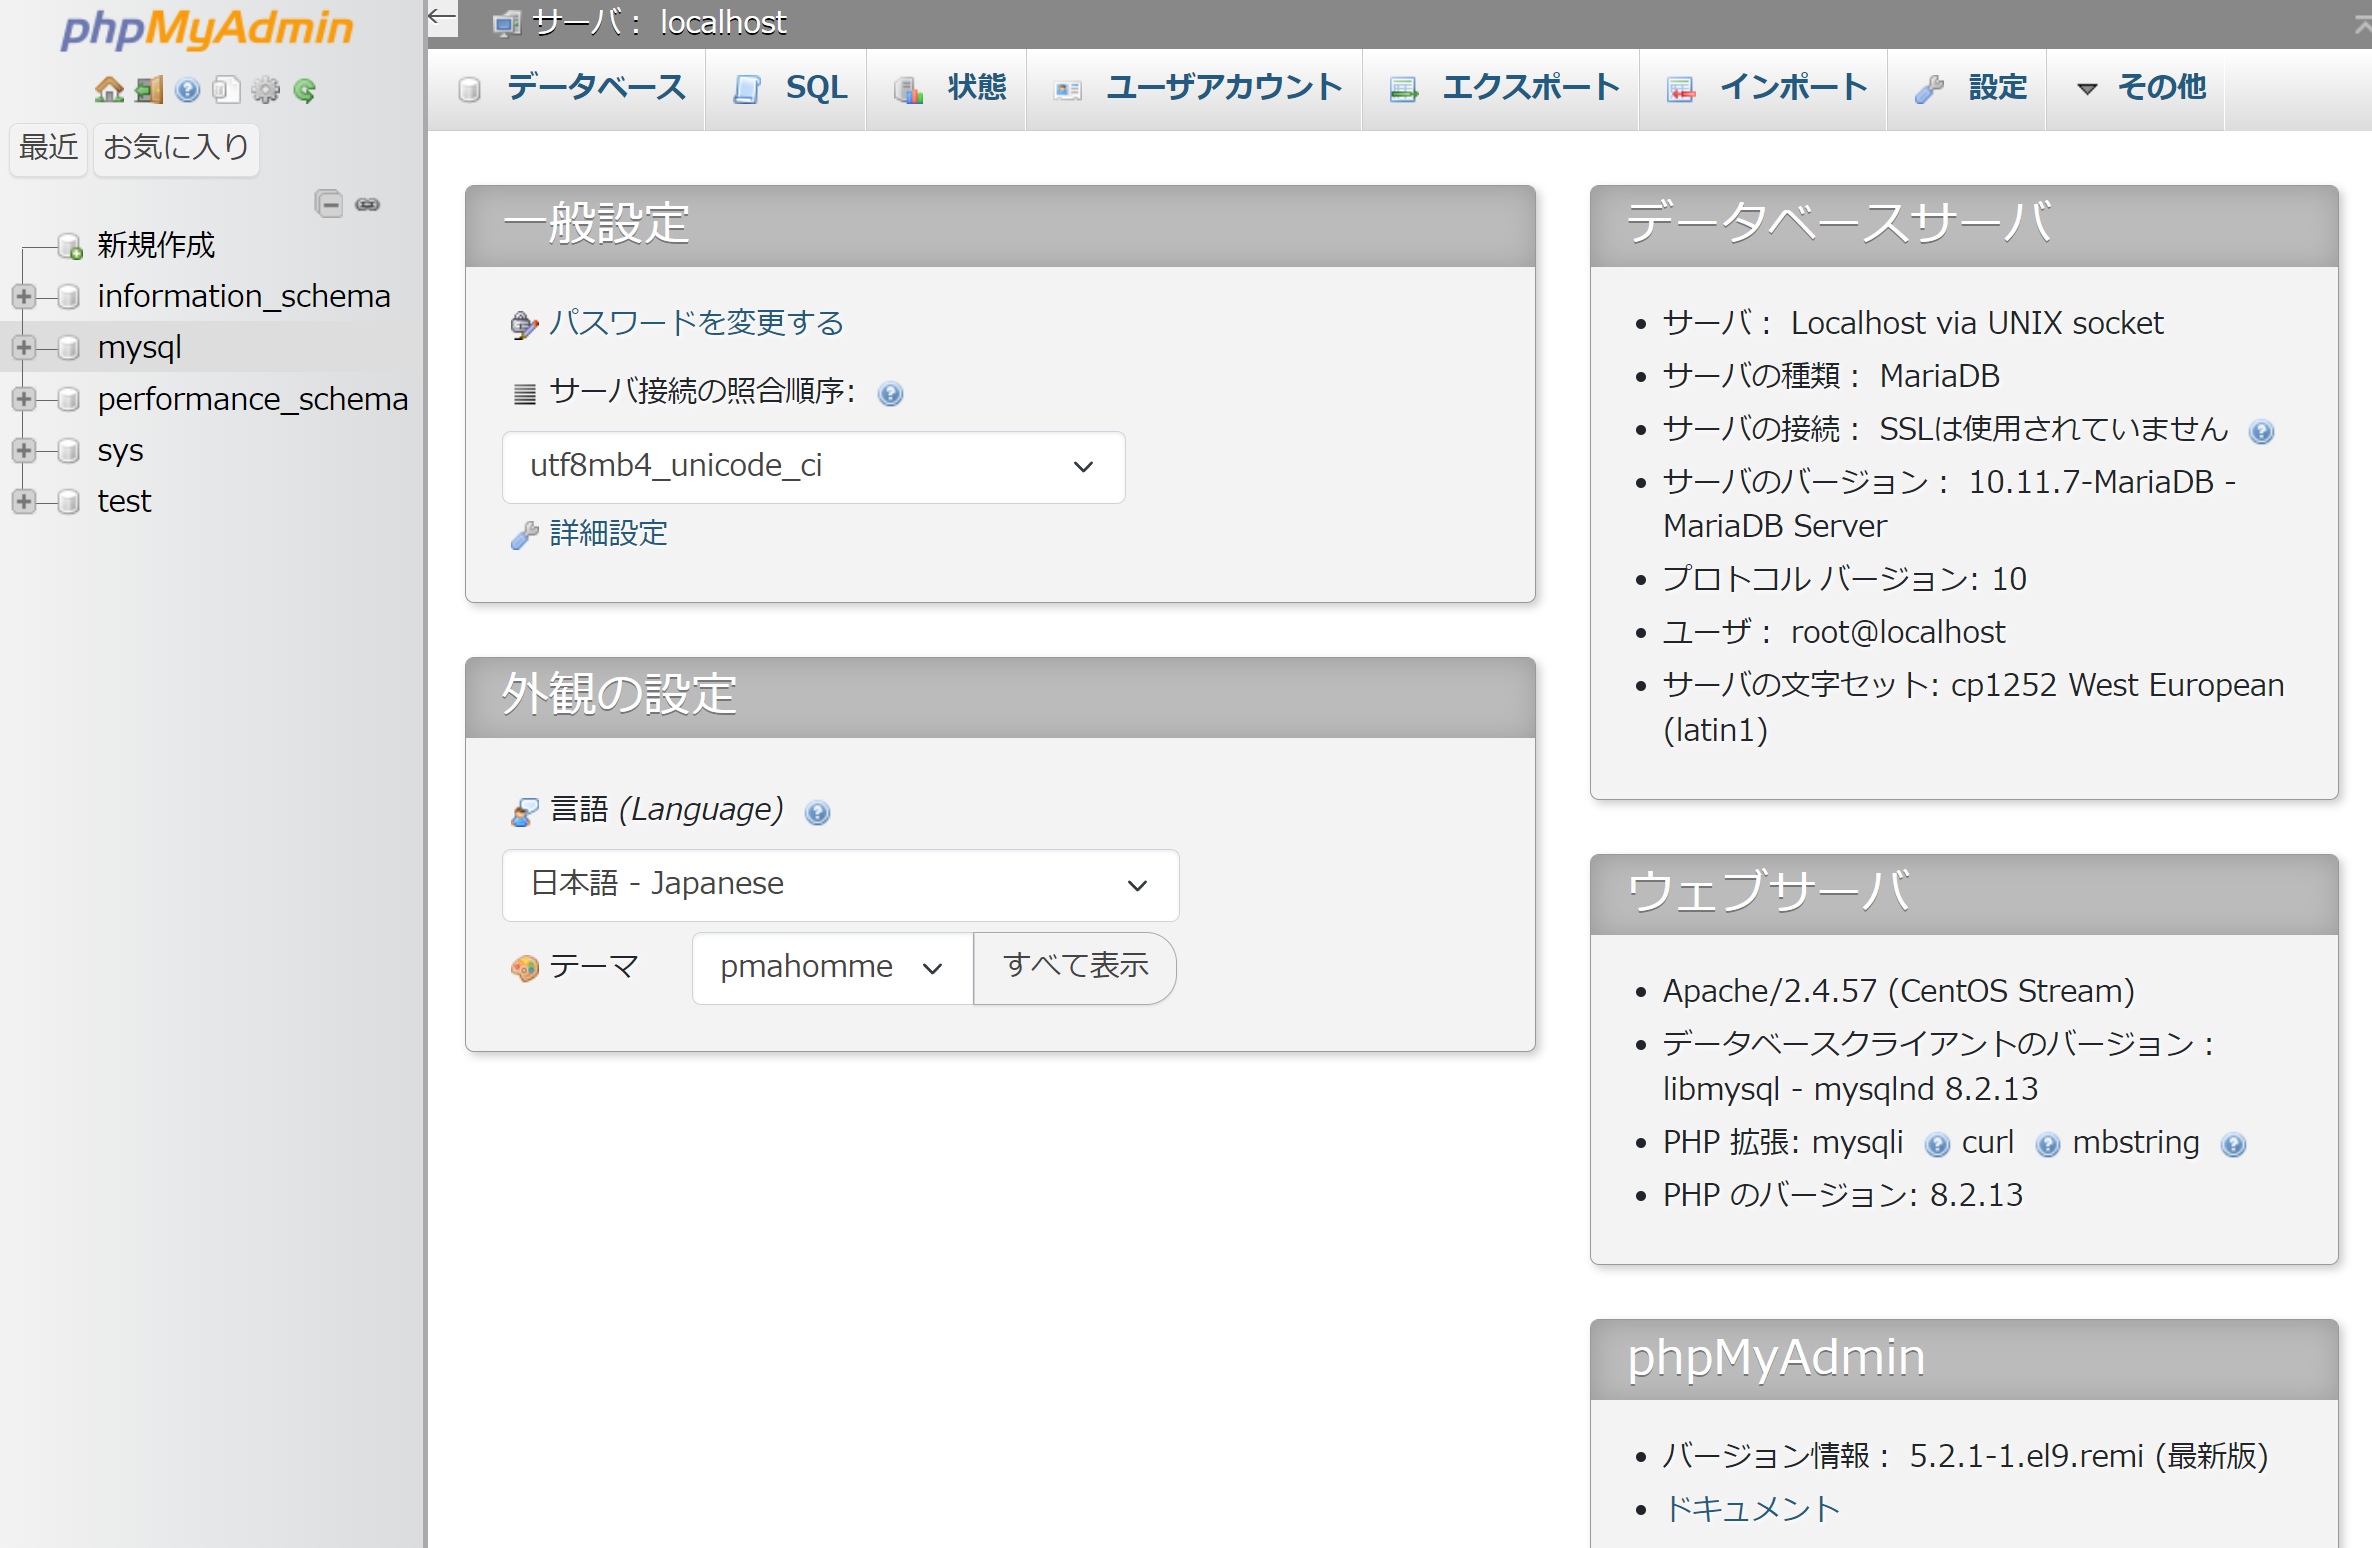 phpMyAdmin
最近 お気に入り
新規作成
information_schema
mysql
performance_schema
sys
test
サーバ： localhost
データベース SQL 状態 ユーザアカウント エクスポート インポート 設定 その他
一般設定
パスワードを変更する
サーバ接続の照合順序:
utf8mb4_unicode_ci
詳細設定
外観の設定
言語 (Language)
日本語 - Japanese
テーマ pmahomme すべて表示
データベースサーバ
サーバ： Localhost via UNIX socket
サーバの種類： MariaDB
サーバの接続： SSLは使用されていません
サーバのバージョン： 10.11.7-MariaDB -
MariaDB Server
プロトコル バージョン: 10
ユーザ： root@localhost
サーバの文字セット: cp1252 West European
(latin1)
ウェブサーバ
Apache/2.4.57 (CentOS Stream)
データベースクライアントのバージョン：
libmysql - mysqlnd 8.2.13
PHP 拡張: mysqli curl mbstring
PHP のバージョン: 8.2.13
phpMyAdmin
バージョン情報： 5.2.1-1.el9.remi (最新版)
ドキュメント